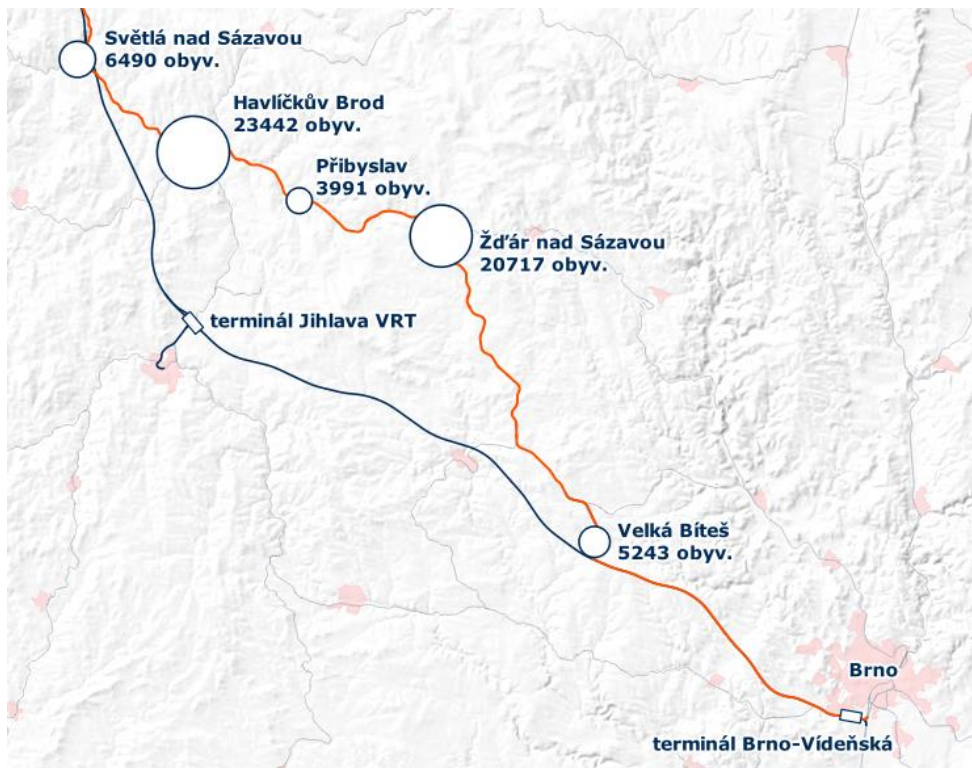 Světlá nad Sázavou
6490 obyv.
Havlíčkův Brod
23442 obyv.
Přibyslav
3991 obyv.
Žďár nad Sázavou
20717 obyv.
terminál Jihlava VRT
Velká Bíteš
5243 obyv.
Brno
terminál Brno-Vídeňská